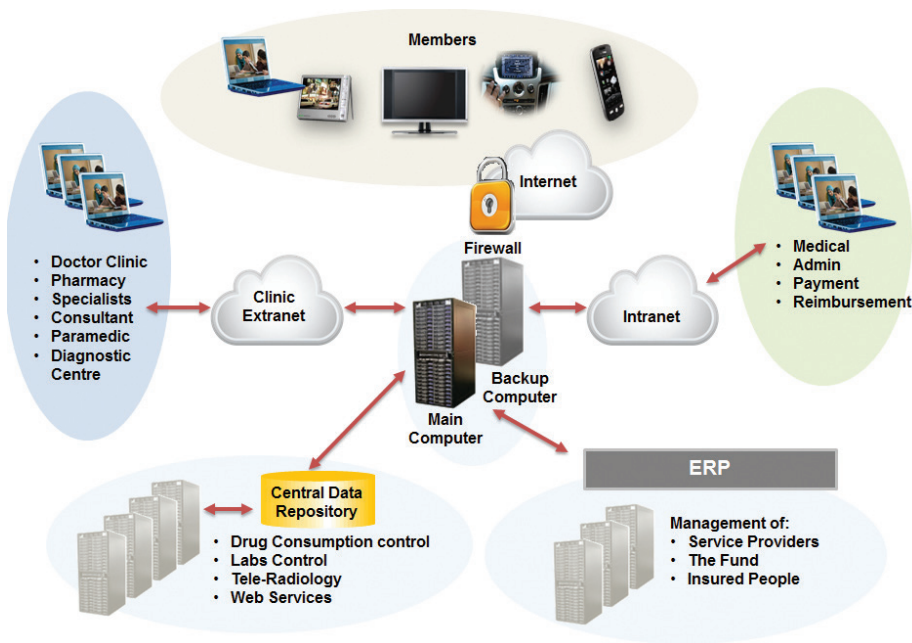 Members
Internet
Firewall
• Doctor Clinic
• Pharmacy
• Specialists
• Consultant
• Paramedic
• Diagnostic
Centre
Clinic
Extranet
Intranet
• Medical
• Admin
• Payment
• Reimbursement
Backup
Computer
Main
Computer
Central Data
Repository
• Drug Consumption control
• Labs Control
• Tele-Radiology
• Web Services
ERP
Management of:
• Service Providers
• The Fund
• Insured People